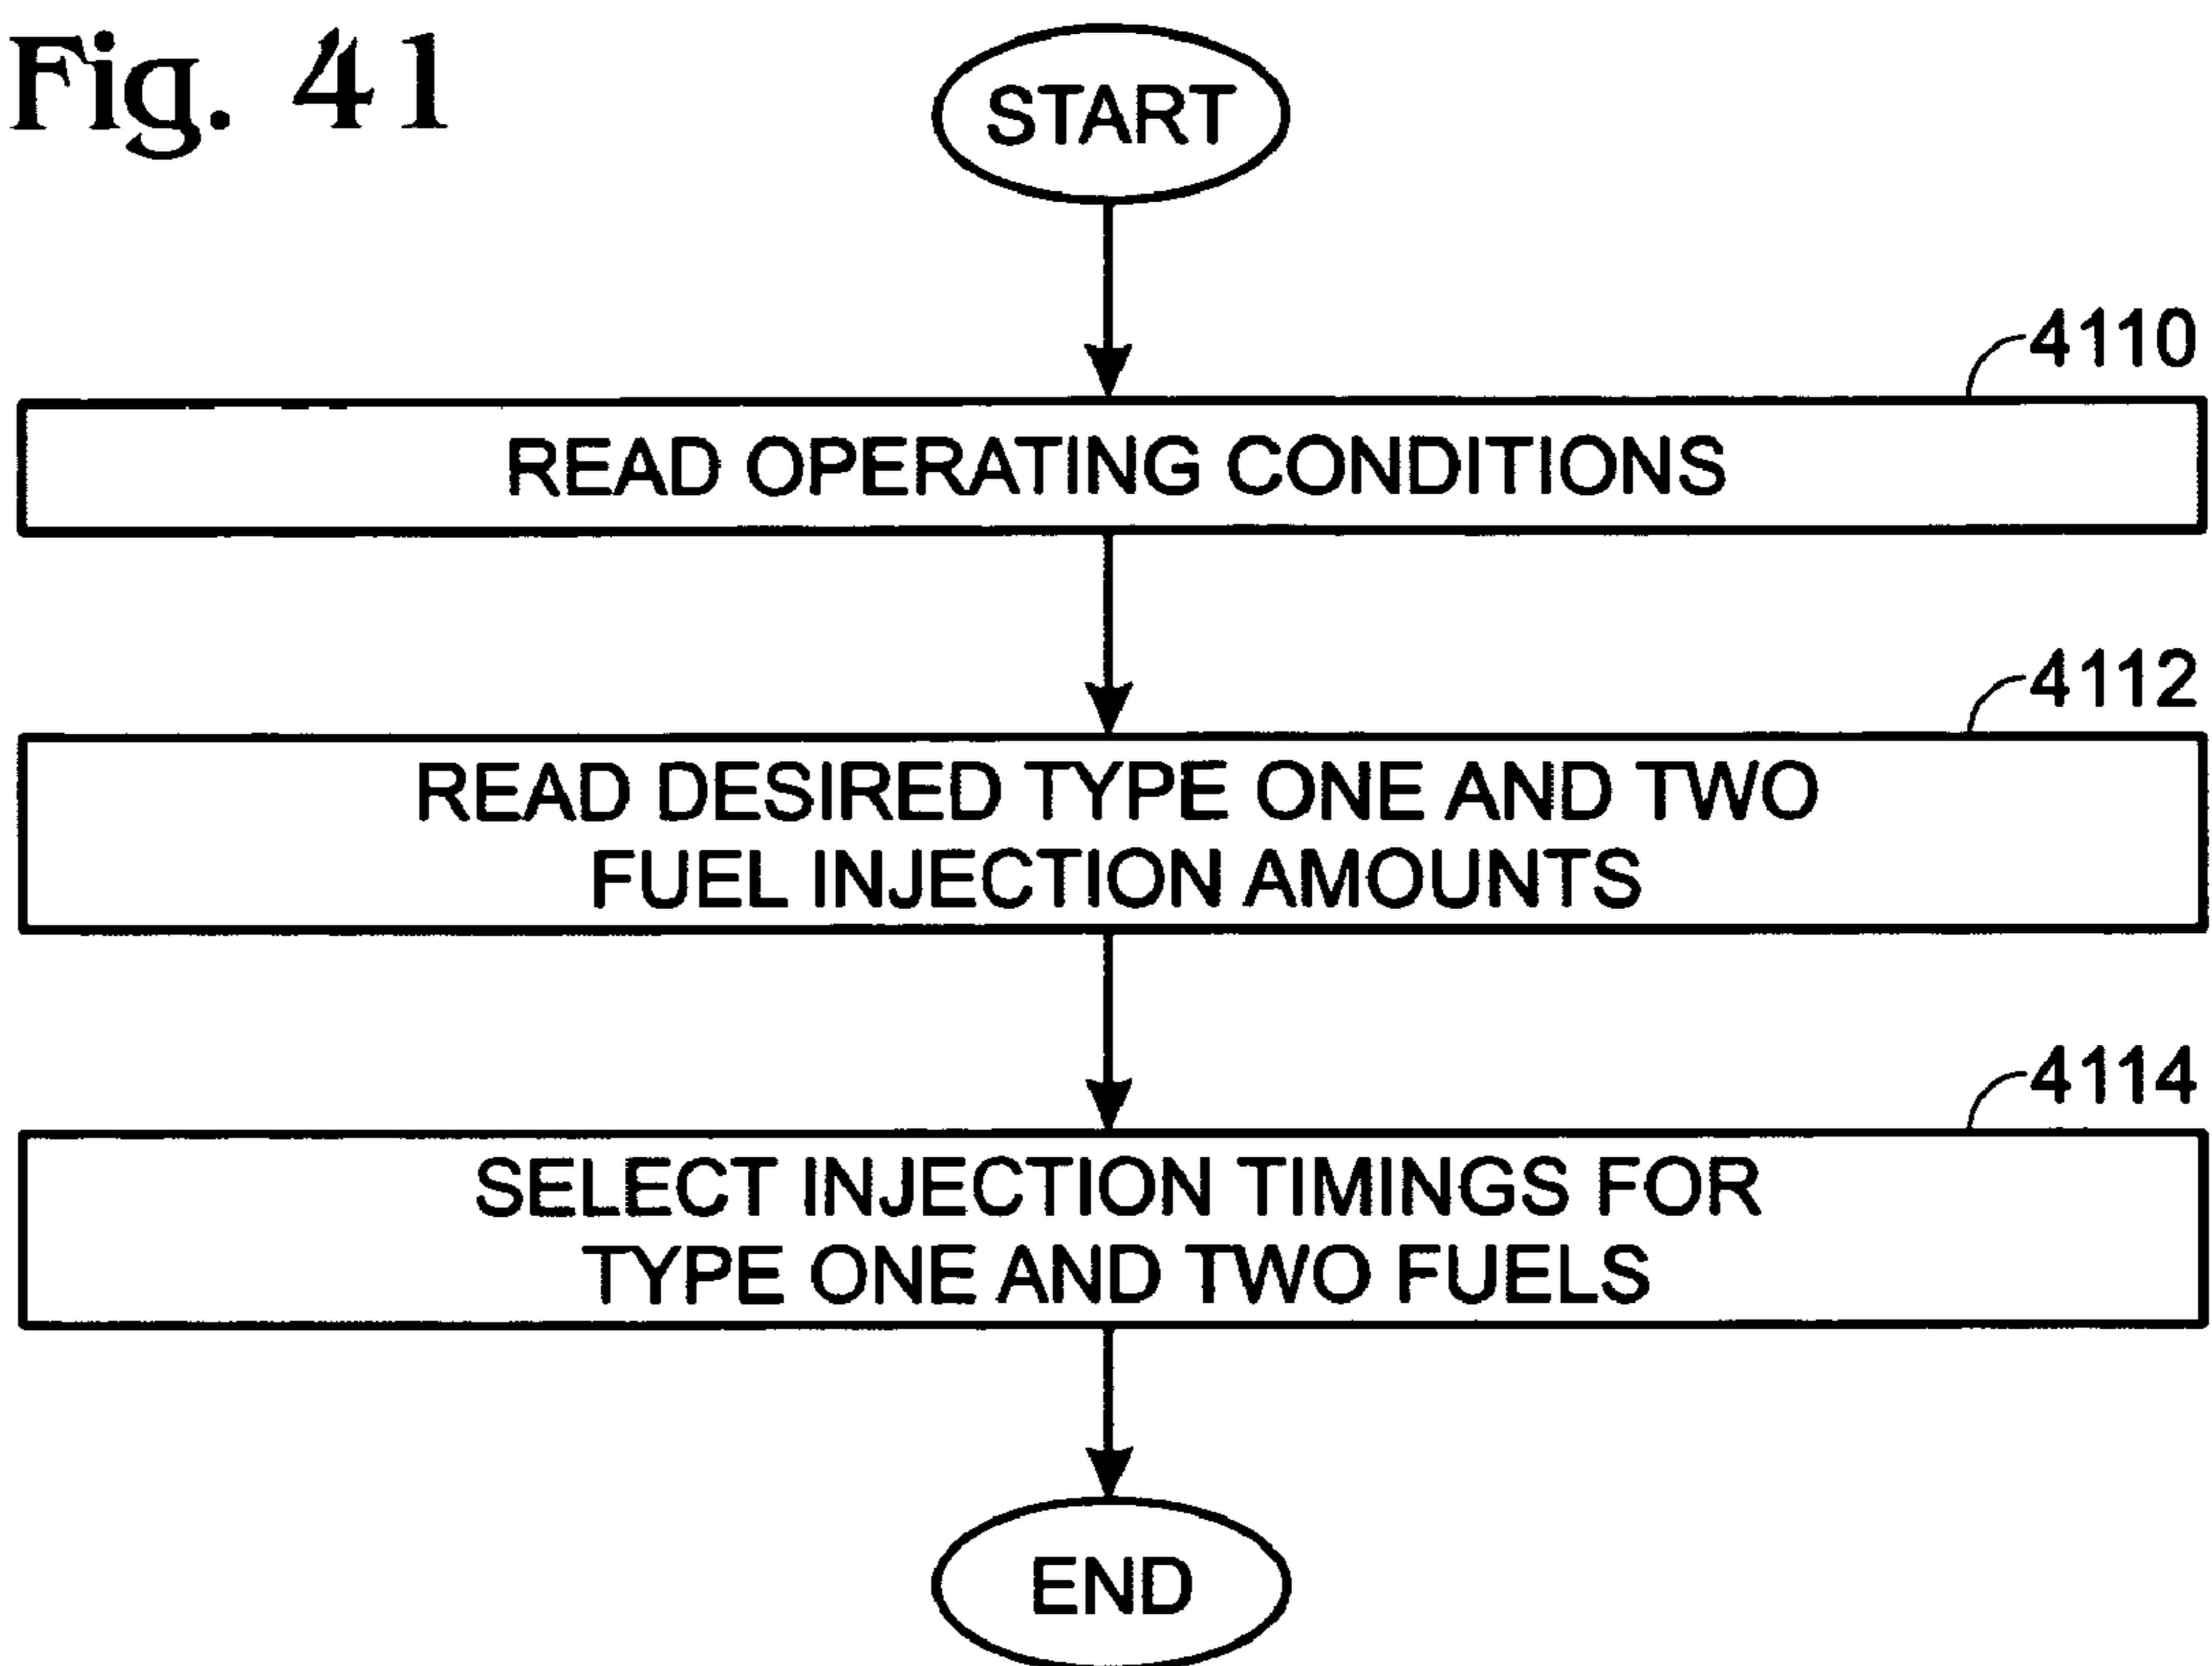 Fig. 41
START
4110
READ OPERATING CONDITIONS
4112
READ DESIRED TYPE ONE AND TWO
FUEL INJECTION AMOUNTS
4114
SELECT INJECTION TIMINGS FOR
TYPE ONE AND TWO FUELS
END